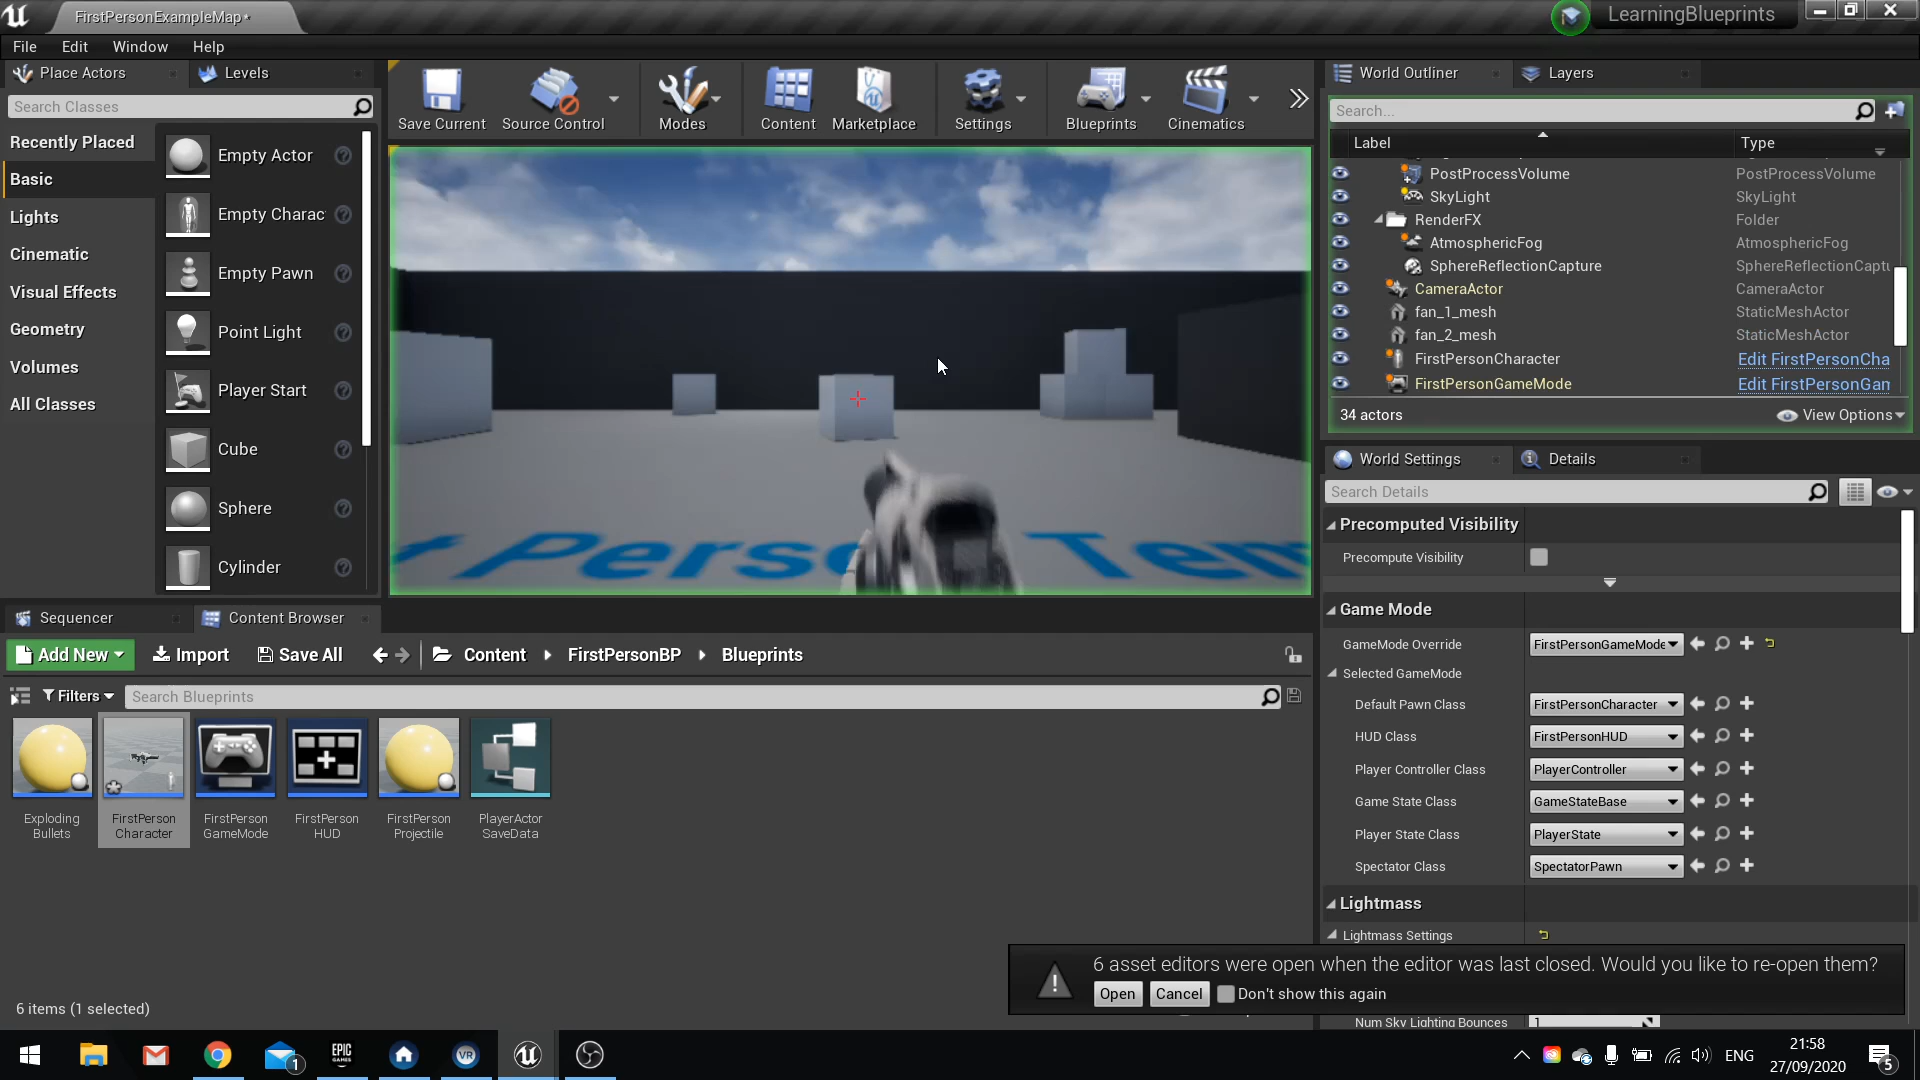 FirstPersonExampleMap*
LearningBlueprints
File Edit Window Help
Place Actors
Levels
Search Classes
Recently Placed
Basic
Lights
Cinematic
Visual Effects
Geometry
Volumes
All Classes
Empty Actor
Empty Charac
Empty Pawn
Point Light
Player Start
Cube
Sphere
Cylinder
Save Current
Source Control
Modes
Content
Marketplace
Settings
Blueprints
Cinematics
t Perso Tem
World Outliner
Layers
Search...
Label Type
PostProcessVolume PostProcessVolume
SkyLight SkyLight
RenderFX Folder
AtmosphericFog AtmosphericFog
SphereReflectionCapture SphereReflectionCaptu
CameraActor CameraActor
fan_1_mesh StaticMeshActor
fan_2_mesh StaticMeshActor
FirstPersonCharacter Edit FirstPersonCha
FirstPersonGameMode Edit FirstPersonGan
34 actors
View Options
World Settings
Details
Search Details
Precomputed Visibility
Precompute Visibility
Game Mode
GameMode Override FirstPersonGameMode
Selected GameMode
Default Pawn Class FirstPersonCharacter
HUD Class FirstPersonHUD
Player Controller Class PlayerController
Game State Class GameStateBase
Player State Class PlayerState
Spectator Class SpectatorPawn
Lightmass
Lightmass Settings
Num Sky Lighting Bounces 1
Sequencer
Content Browser
Add New
Import
Save All
Content
FirstPersonBP
Blueprints
Filters
Search Blueprints
Exploding
Bullets
FirstPerson
Character
FirstPerson
GameMode
FirstPerson
HUD
FirstPerson
Projectile
PlayerActor
SaveData
6 items (1 selected)
6 asset editors were open when the editor was last closed. Would you like to re-open them?
Open
Cancel
Don't show this again
1
EPIC
GAMES
VR
ENG
21:58
27/09/2020
5